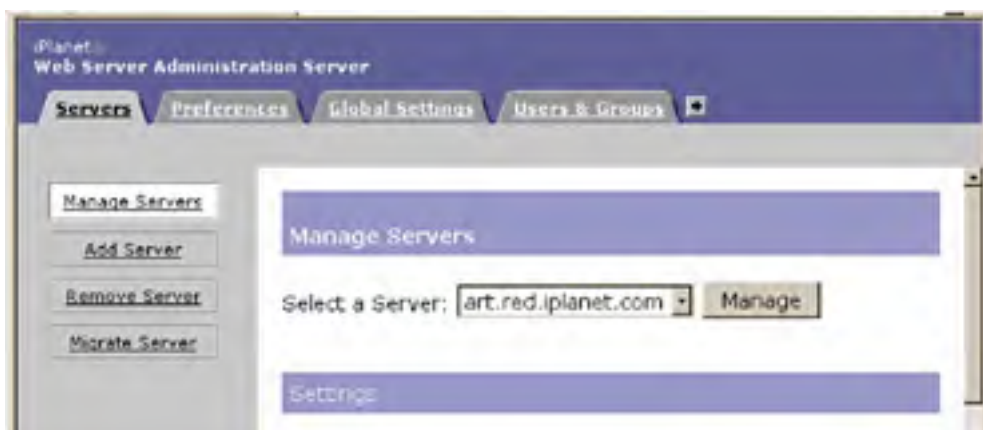 iPlanet
Web Server Administration Server
Servers
Preferences
Global Settings
Users & Groups
Manage Servers
Add Server
Remove Server
Migrate Server
Manage Servers
Select a Server: art.red.iplanet.com Manage
Settings